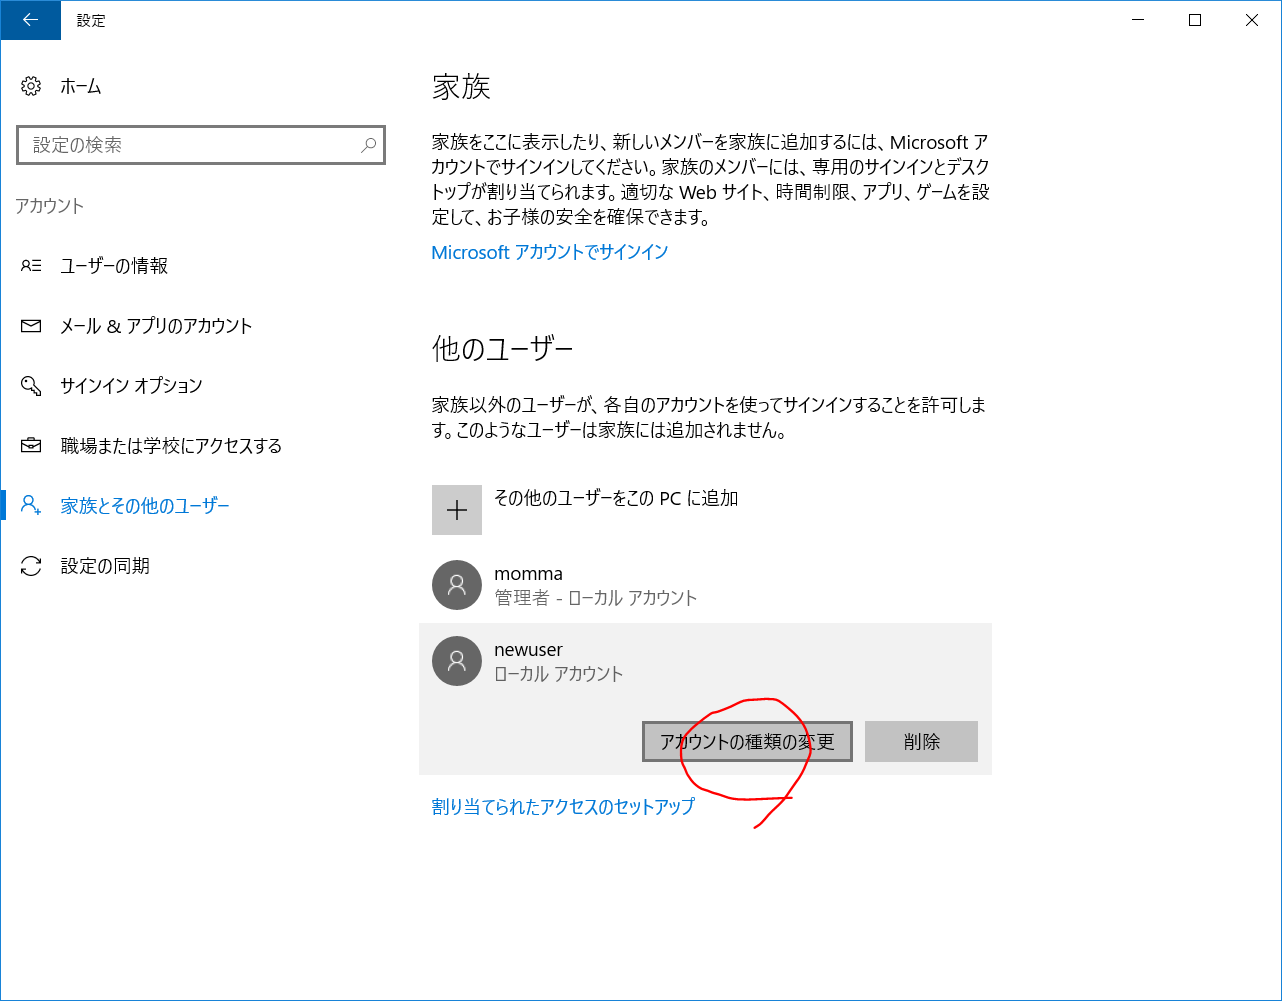 設定
ホーム
設定の検索
アカウント
ユーザーの情報
メール & アプリのアカウント
サインイン オプション
職場または学校にアクセスする
家族とその他のユーザー
設定の同期
家族
家族をここに表示したり、新しいメンバーを家族に追加するには、Microsoft ア
カウントでサインインしてください。家族のメンバーには、専用のサインインとデスク
トップが割り当てられます。適切な Web サイト、時間制限、アプリ、ゲームを設
定して、お子様の安全を確保できます。
Microsoft アカウントでサインイン
他のユーザー
家族以外のユーザーが、各自のアカウントを使ってサインインすることを許可しま
す。このようなユーザーは家族には追加されません。
その他のユーザーをこの PC に追加
momma
管理者 - ローカル アカウント
newuser
ローカル アカウント
アカウントの種類の変更
削除
割り当てられたアクセスのセットアップ